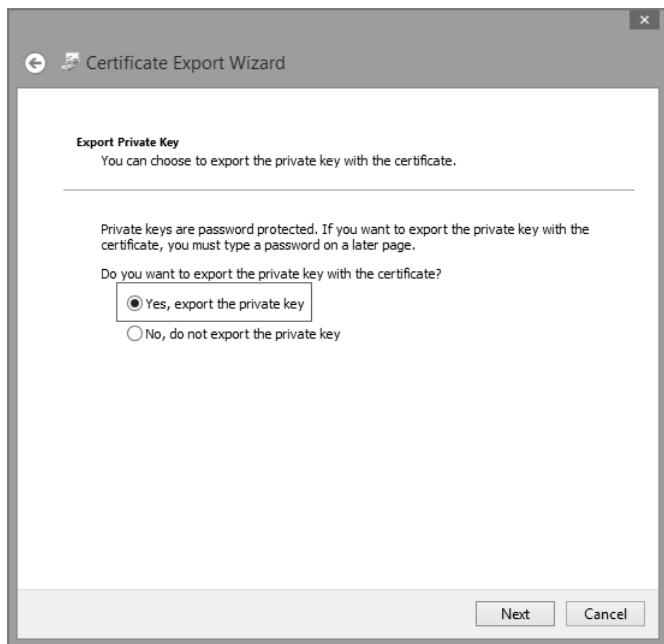 Certificate Export Wizard
Export Private Key
You can choose to export the private key with the certificate.
Private keys are password protected. If you want to export the private key with the
certificate, you must type a password on a later page.
Do you want to export the private key with the certificate?
Yes, export the private key
No, do not export the private key
Next Cancel